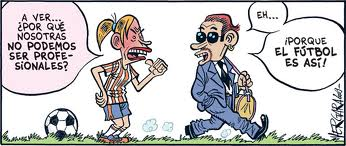 A VER...
¿POR QUÉ
NOSOTRAS
NO PODEMOS
SER PROFE-
SIONALES?
EH...
¡PORQUE
EL FÚTBOL
ES ASÍ!